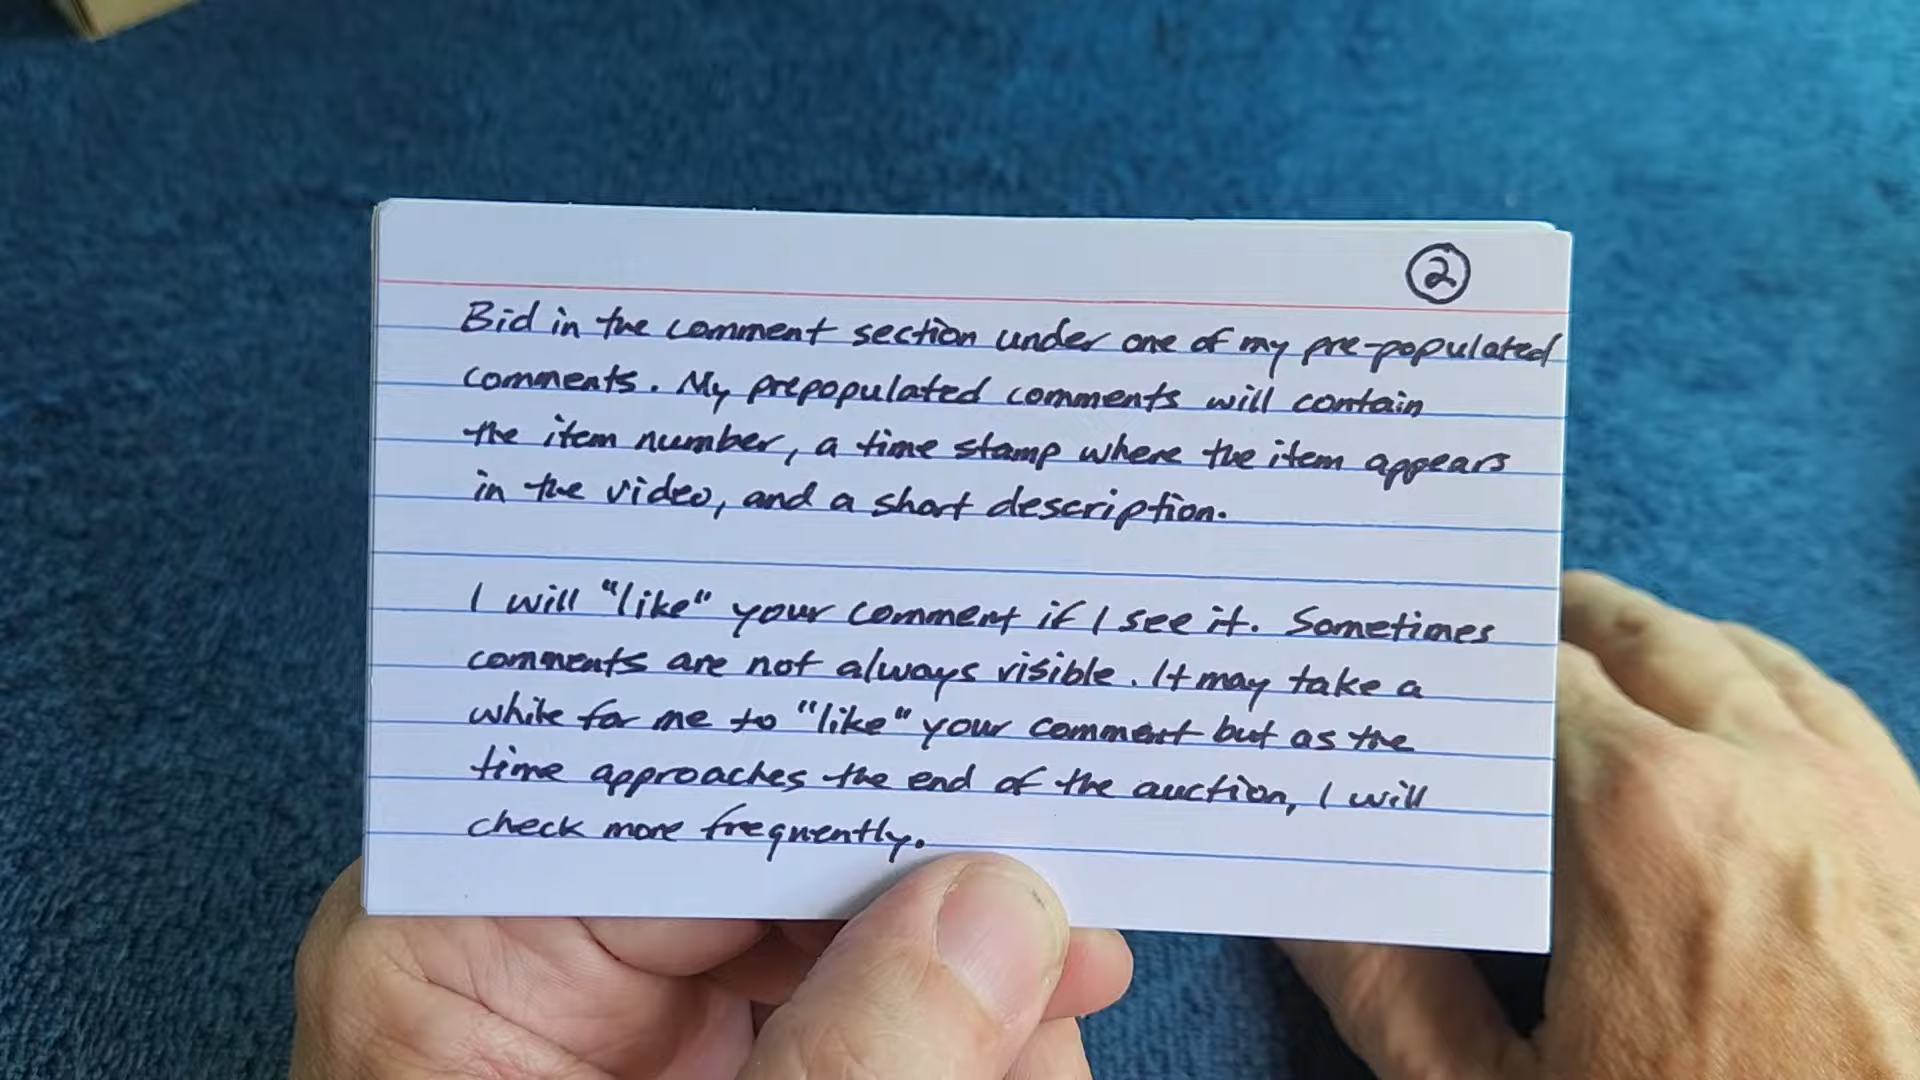 2
Bid in the comment section under one of my pre-populated
comments. My prepopulated comments will contain
the item number, a time stamp where the item appears
in the video, and a short description.
I will "like" your comment if I see it. Sometimes
comments are not always visible. It may take a
while for me to "like" your comment but as the
time approaches the end of the auction, I will
check more frequently.